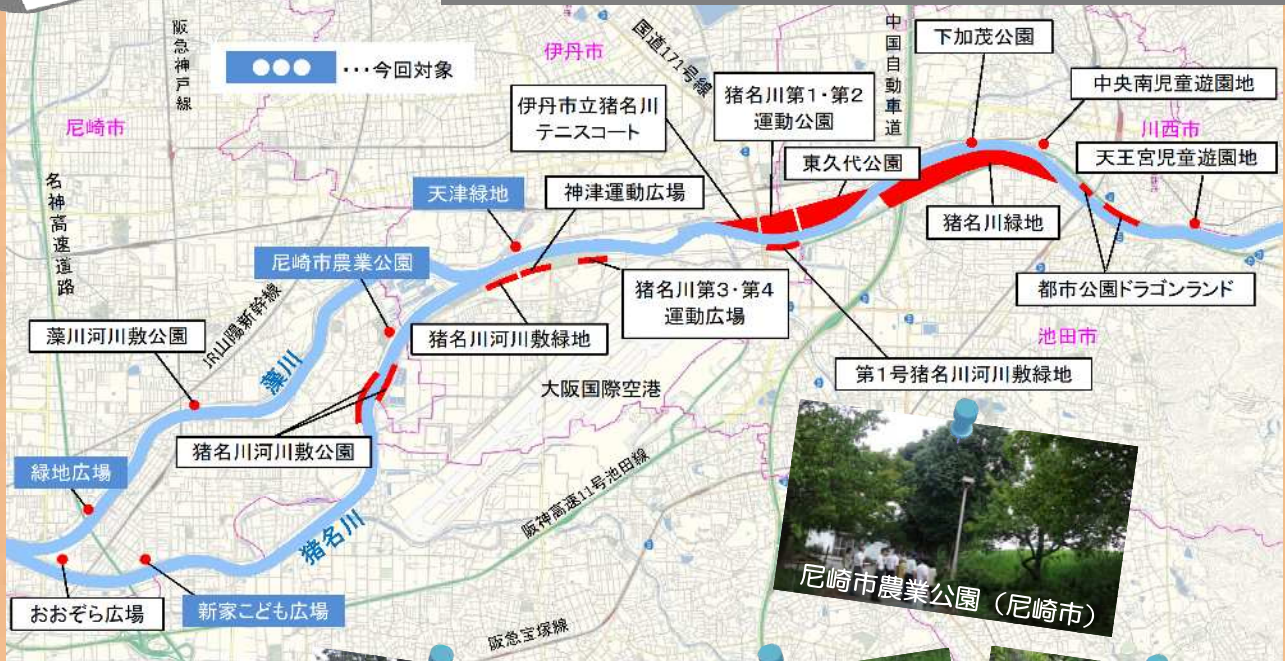 阪急神戸線
●●● …今回対象
伊丹市
国道171号線
中国自動車道
下加茂公園
中央南児童遊園地
川西市
天王宮児童遊園地
尼崎市
伊丹市立猪名川
テニスコート
猪名川第1・第2
運動公園
東久代公園
名神高速道路
天津緑地
神津運動広場
猪名川緑地
尼崎市農業公園
都市公園ドラゴンランド
猪名川第3・第4
運動広場
池田市
藻川河川敷公園
JR山陽新幹線
藻川
猪名川河川敷緑地
大阪国際空港
第1号猪名川河川敷緑地
猪名川河川敷公園
緑地広場
猪名川
阪神高速11号池田線
おおぞら広場
新家こども広場
阪急宝塚線
尼崎市農業公園（尼崎市）